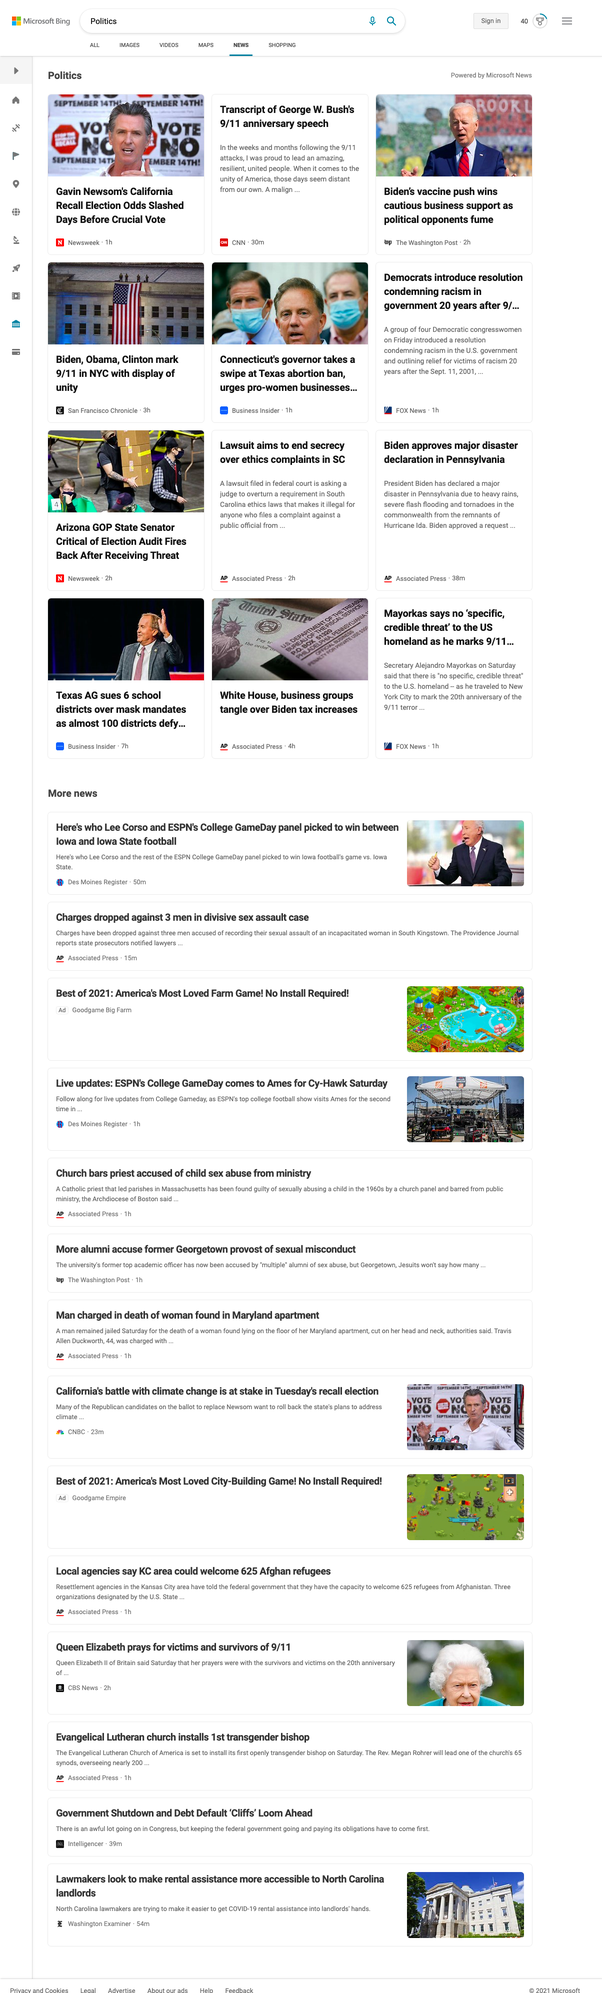 Microsoft Bing
Politics
Sign in
40
ALL IMAGES VIDEOS MAPS NEWS SHOPPING
Politics
Powered by Microsoft News
SEPTEMBER 14TH!
VOTE
NO
Gavin Newsom's California
Recall Election Odds Slashed
Days Before Crucial Vote
Newsweek · 1h
Transcript of George W. Bush's
9/11 anniversary speech
In the weeks and months following the 9/11
attacks, I was proud to lead an amazing,
resilient, united people. When it comes to the
unity of America, those days seem distant
from our own. A malign ...
CNN · 30m
Biden's vaccine push wins
cautious business support as
political opponents fume
The Washington Post · 2h
Biden, Obama, Clinton mark
9/11 in NYC with display of
unity
San Francisco Chronicle · 3h
Connecticut's governor takes a
swipe at Texas abortion ban,
urges pro-women businesses...
Business Insider · 1h
Democrats introduce resolution
condemning racism in
government 20 years after 9/...
A group of four Democratic congresswomen
on Friday introduced a resolution
condemning racism in the U.S. government
and outlining relief for victims of racism 20
years after the Sept. 11, 2001, ...
FOX News · 1h
Arizona GOP State Senator
Critical of Election Audit Fires
Back After Receiving Threat
Newsweek · 2h
Lawsuit aims to end secrecy
over ethics complaints in SC
A lawsuit filed in federal court is asking a
judge to overturn a requirement in South
Carolina ethics laws that makes it illegal for
anyone who files a complaint against a
public official from ...
AP Associated Press · 2h
Biden approves major disaster
declaration in Pennsylvania
President Biden has declared a major
disaster in Pennsylvania due to heavy rains,
severe flash flooding and tornadoes in the
commonwealth from the remnants of
Hurricane Ida. Biden approved a request ...
AP Associated Press · 38m
Texas AG sues 6 school
districts over mask mandates
as almost 100 districts defy...
Business Insider · 7h
United States
White House, business groups
tangle over Biden tax increases
AP Associated Press · 4h
Mayorkas says no 'specific,
credible threat' to the US
homeland as he marks 9/11...
Secretary Alejandro Mayorkas on Saturday
said that there is "no specific, credible threat"
to the U.S. homeland – as he traveled to New
York City to mark the 20th anniversary of the
9/11 terror ...
FOX News · 1h
More news
Here's who Lee Corso and ESPN's College GameDay panel picked to win between
Iowa and Iowa State football
Here's who Lee Corso and the rest of the ESPN College GameDay panel picked to win Iowa football's game vs. Iowa
State.
Des Moines Register · 50m
Charges dropped against 3 men in divisive sex assault case
Charges have been dropped against three men accused of recording their sexual assault of an incapacitated woman in South Kingstown. The Providence Journal
reports state prosecutors notified lawyers ...
AP Associated Press · 15m
Best of 2021: America's Most Loved Farm Game! No Install Required!
Ad Goodgame Big Farm
Live updates: ESPN's College GameDay comes to Ames for Cy-Hawk Saturday
Follow along for live updates from College Gameday, as ESPN's top college football show visits Ames for the second
time in ...
Des Moines Register · 1h
Church bars priest accused of child sex abuse from ministry
A Catholic priest that led parishes in Massachusetts has been found guilty of sexually abusing a child in the 1960s by a church panel and barred from public
ministry, the Archdiocese of Boston said ...
AP Associated Press · 1h
More alumni accuse former Georgetown provost of sexual misconduct
The university's former top academic officer has now been accused by "multiple" alumni of sex abuse, but Georgetown, Jesuits won't say how many ...
The Washington Post · 1h
Man charged in death of woman found in Maryland apartment
A man remained jailed Saturday for the death of a woman found lying on the floor of her Maryland apartment, cut on her head and neck, authorities said. Travis
Allen Duckworth, 44, was charged with ...
AP Associated Press · 1h
California's battle with climate change is at stake in Tuesday's recall election
Many of the Republican candidates on the ballot to replace Newsom want to roll back the state's plans to address
climate ...
CNBC · 23m
Best of 2021: America's Most Loved City-Building Game! No Install Required!
Ad Goodgame Empire
Local agencies say KC area could welcome 625 Afghan refugees
Resettlement agencies in the Kansas City area have told the federal government that they have the capacity to welcome 625 refugees from Afghanistan. Three
organizations designated by the U.S. State ...
AP Associated Press · 1h
Queen Elizabeth prays for victims and survivors of 9/11
Queen Elizabeth II of Britain said Saturday that her prayers were with the survivors and victims on the 20th anniversary
of ...
CBS News · 2h
Evangelical Lutheran church installs 1st transgender bishop
The Evangelical Lutheran Church of America is set to install its first openly transgender bishop on Saturday. The Rev. Megan Rohrer will lead one of the church's 65
synods, overseeing nearly 200 ...
AP Associated Press · 1h
Government Shutdown and Debt Default 'Cliffs' Loom Ahead
There is an awful lot going on in Congress, but keeping the federal government going and paying its obligations have to come first.
Intelligencer · 39m
Lawmakers look to make rental assistance more accessible to North Carolina
landlords
North Carolina lawmakers are trying to make it easier to get COVID-19 rental assistance into landlords' hands.
Washington Examiner · 54m
Privacy and Cookies Legal Advertise About our ads Help Feedback
© 2021 Microsoft